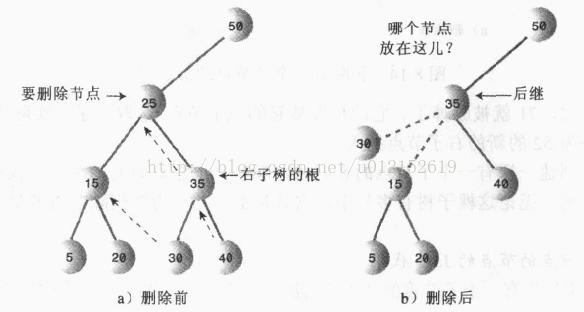 50
要删除节点
25
15
35
右子树的根
5
20
30
40
a）删除前
哪个节点
放在这儿？
50
35
后继
30
15
40
5
20
b）删除后
http://blog.csdn.net/u012152619